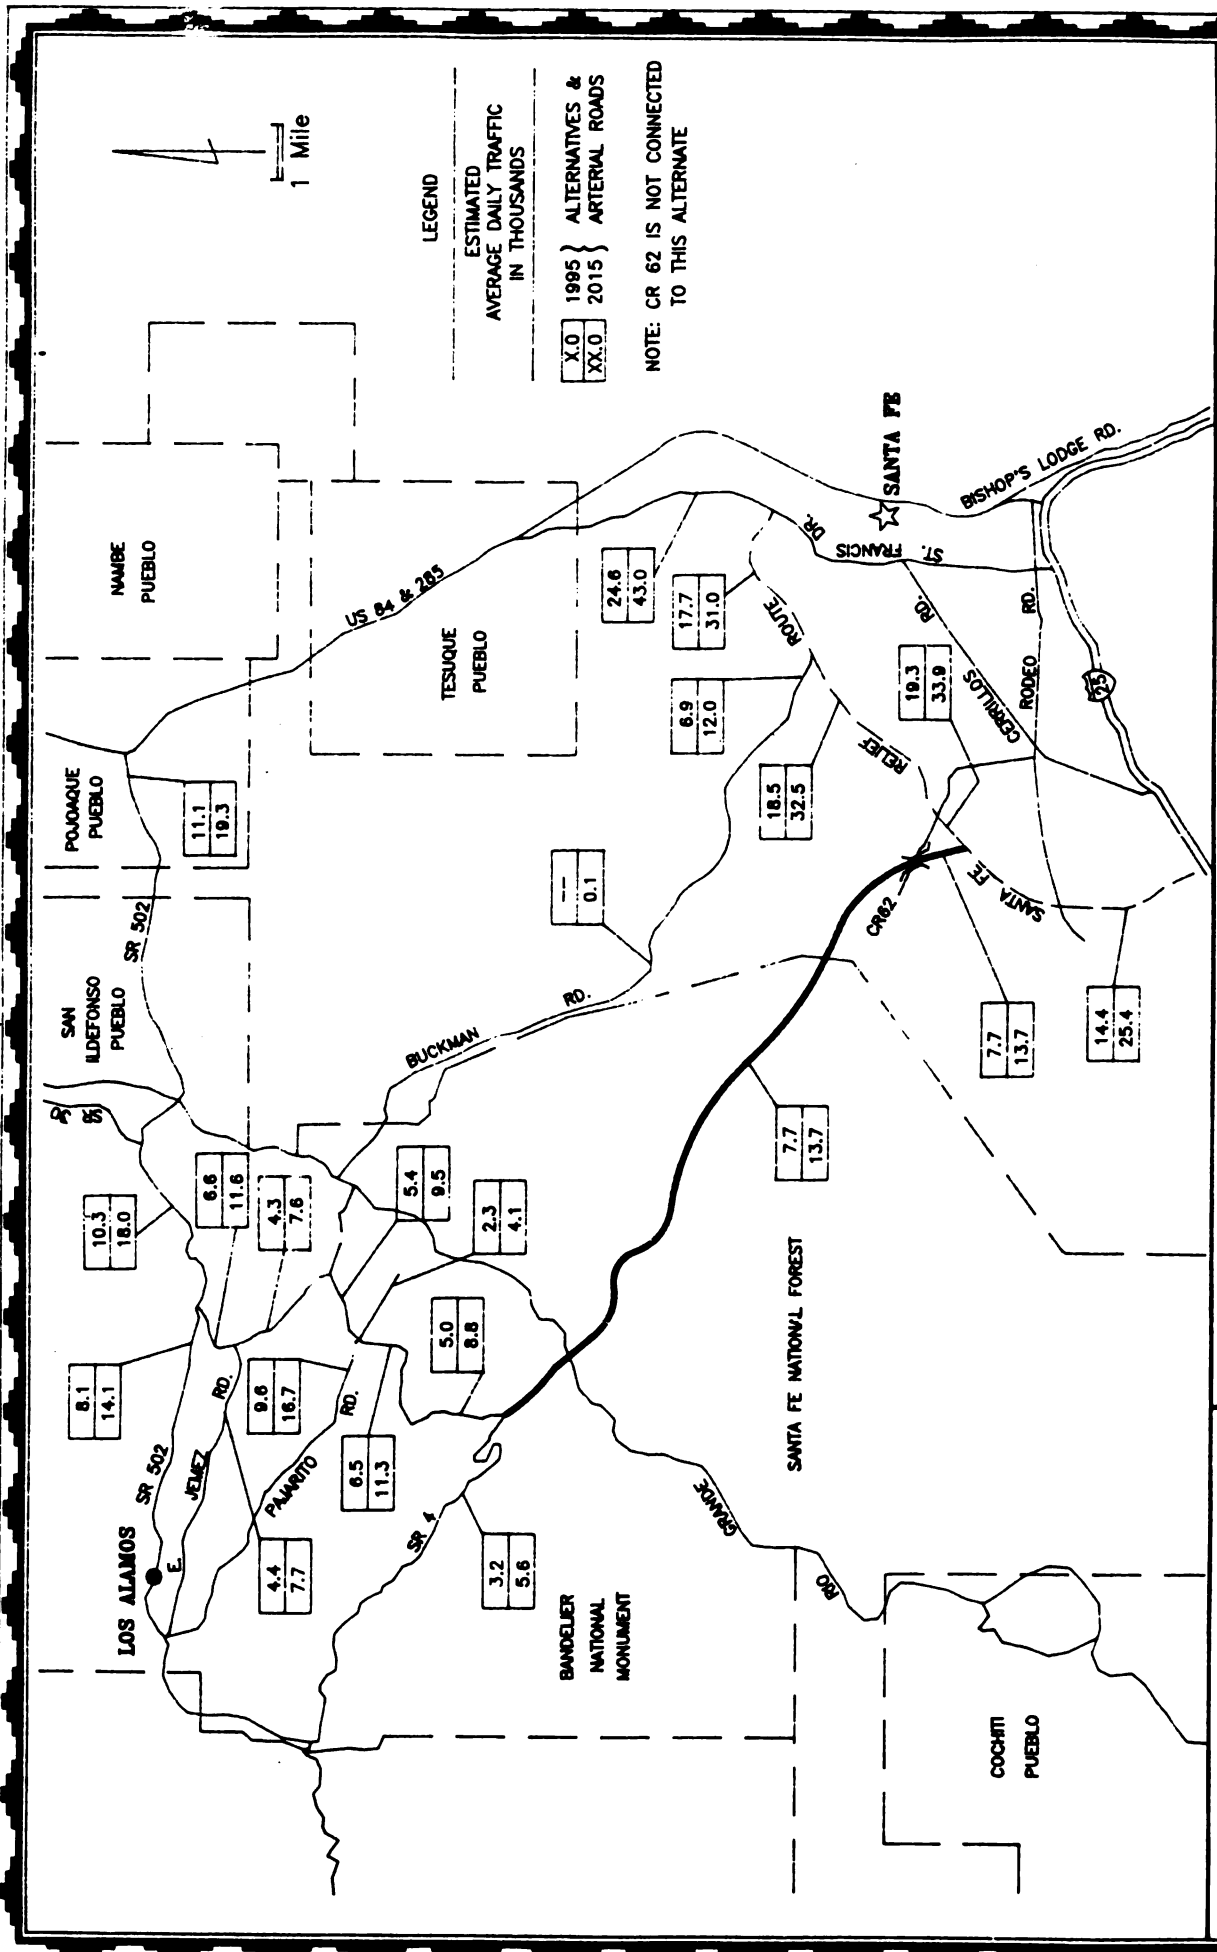 1 Mile
LEGEND
ESTIMATED
AVERAGE DAILY TRAFFIC
IN THOUSANDS
X.0 1995 } ALTERNATIVES &
XX.0 2015 } ARTERIAL ROADS
NOTE: CR 62 IS NOT CONNECTED
TO THIS ALTERNATE
NAMBE
PUEBLO
POJOAQUE
PUEBLO
SAN
ILDEFONSO
PUEBLO
TESUQUE
PUEBLO
US 84 & 285
SR 502
11.1
19.3
24.6
43.0
17.7
31.0
6.9
12.0
18.5
32.5
19.3
33.9
---
0.1
7.7
13.7
14.4
25.4
7.7
13.7
10.3
18.0
6.6
11.6
4.3
7.6
5.4
9.5
2.3
4.1
5.0
8.8
8.1
14.1
9.6
16.7
6.5
11.3
4.4
7.7
3.2
5.6
SANTA FE
BISHOP'S LODGE RD.
ST. FRANCIS DR.
CERRILLOS RD.
RODEO RD.
25
SANTA FE RELIEF ROUTE
CR62
BUCKMAN RD.
SR 502
LOS ALAMOS
E. JEMEZ RD.
PAJARITO RD.
SR 4
RIO GRANDE
SANTA FE NATIONAL FOREST
BANDELIER
NATIONAL
MONUMENT
COCHITI
PUEBLO